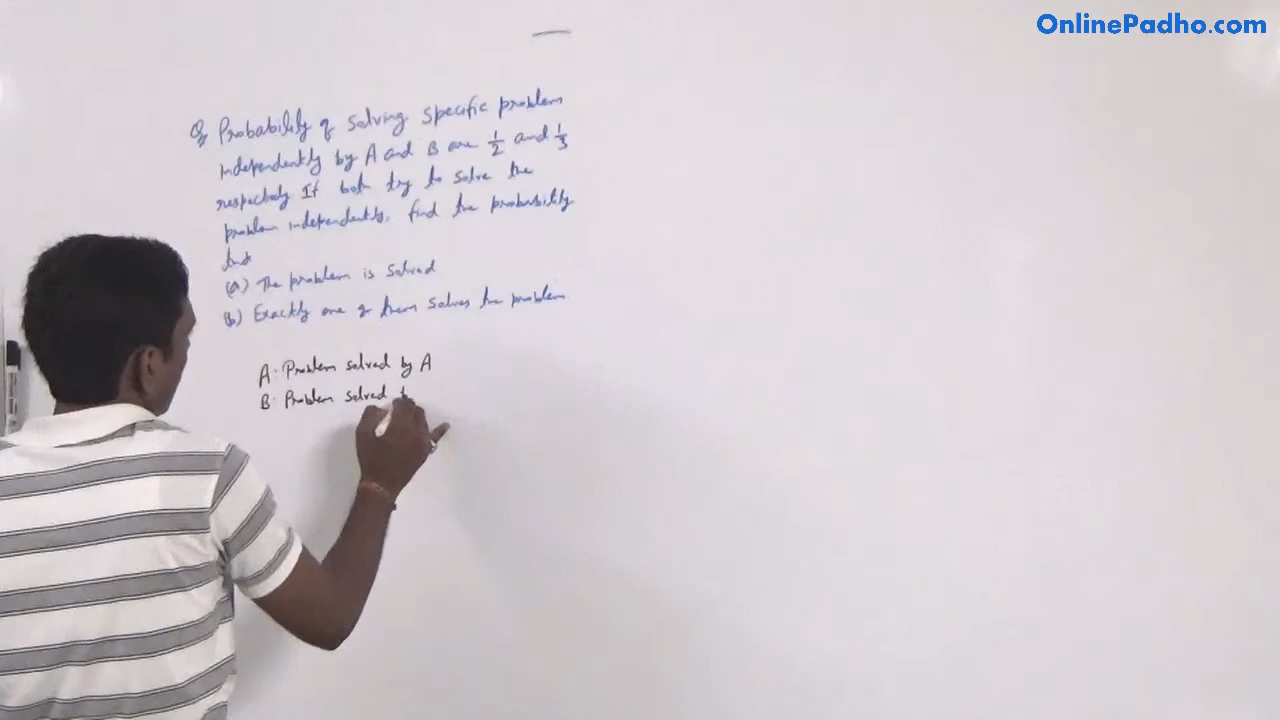 OnlinePadho.com
Q Probability of solving specific problem
independently by A and B are 1/2 and 1/3
respectively If both try to solve the
problem independently, find the probability
that
(a) The problem is solved
(b) Exactly one of them solves the problem
A: Problem solved by A
B: Problem solved